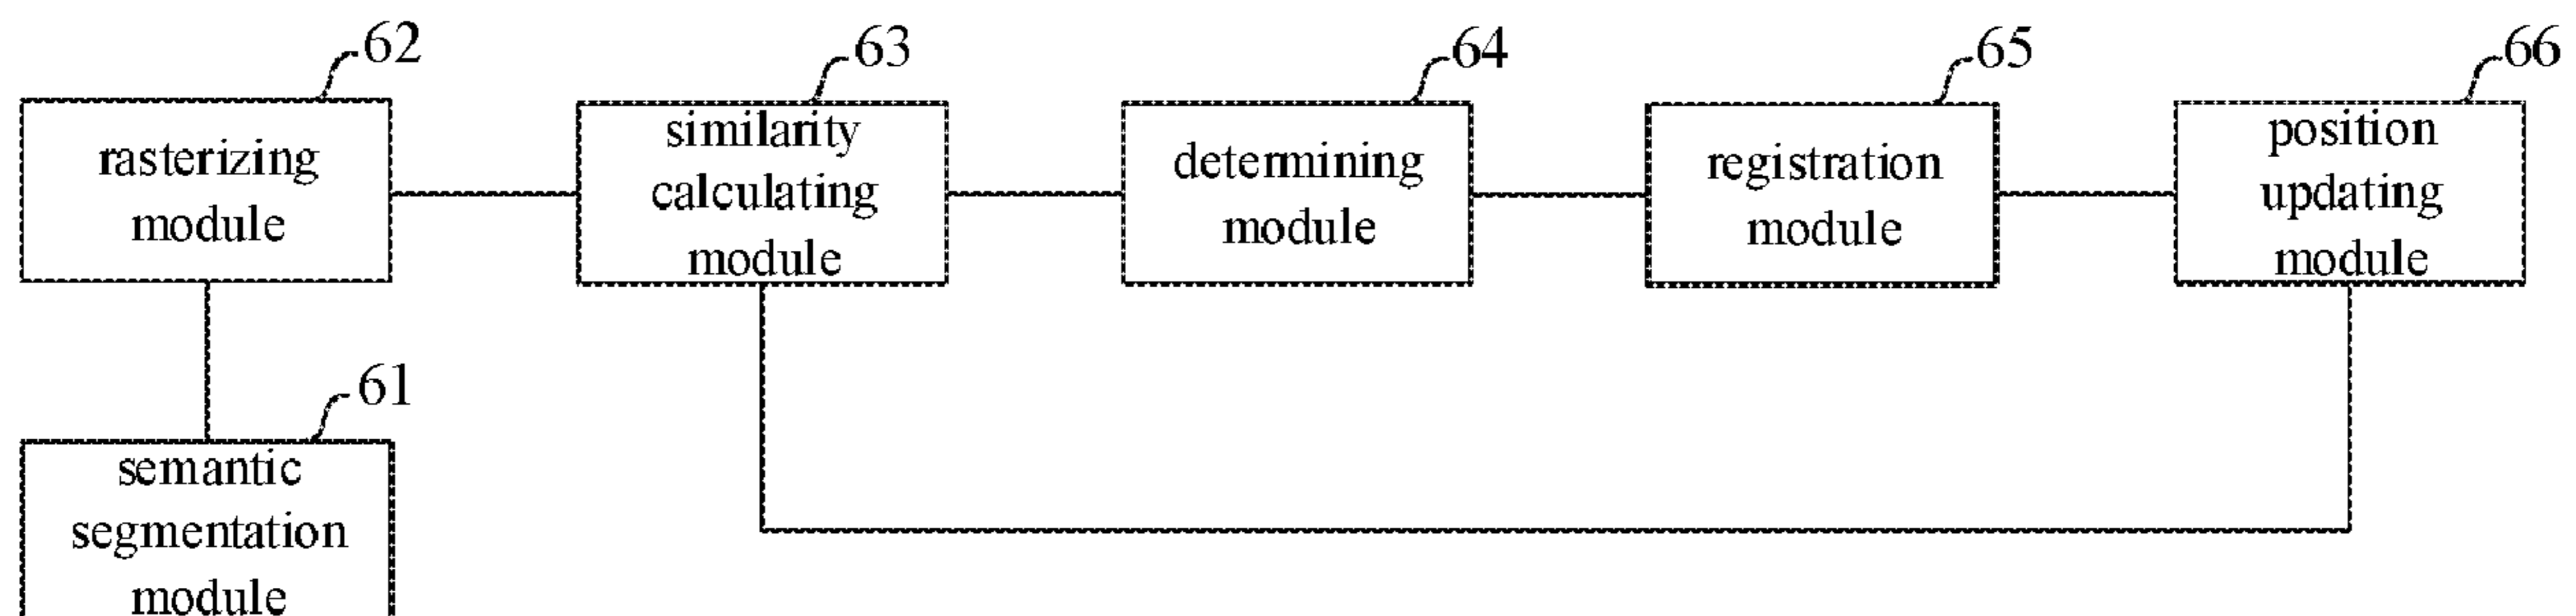 62
63
64
65
66
rasterizing
module
similarity
calculating
module
determining
module
registration
module
position
updating
module
61
semantic
segmentation
module